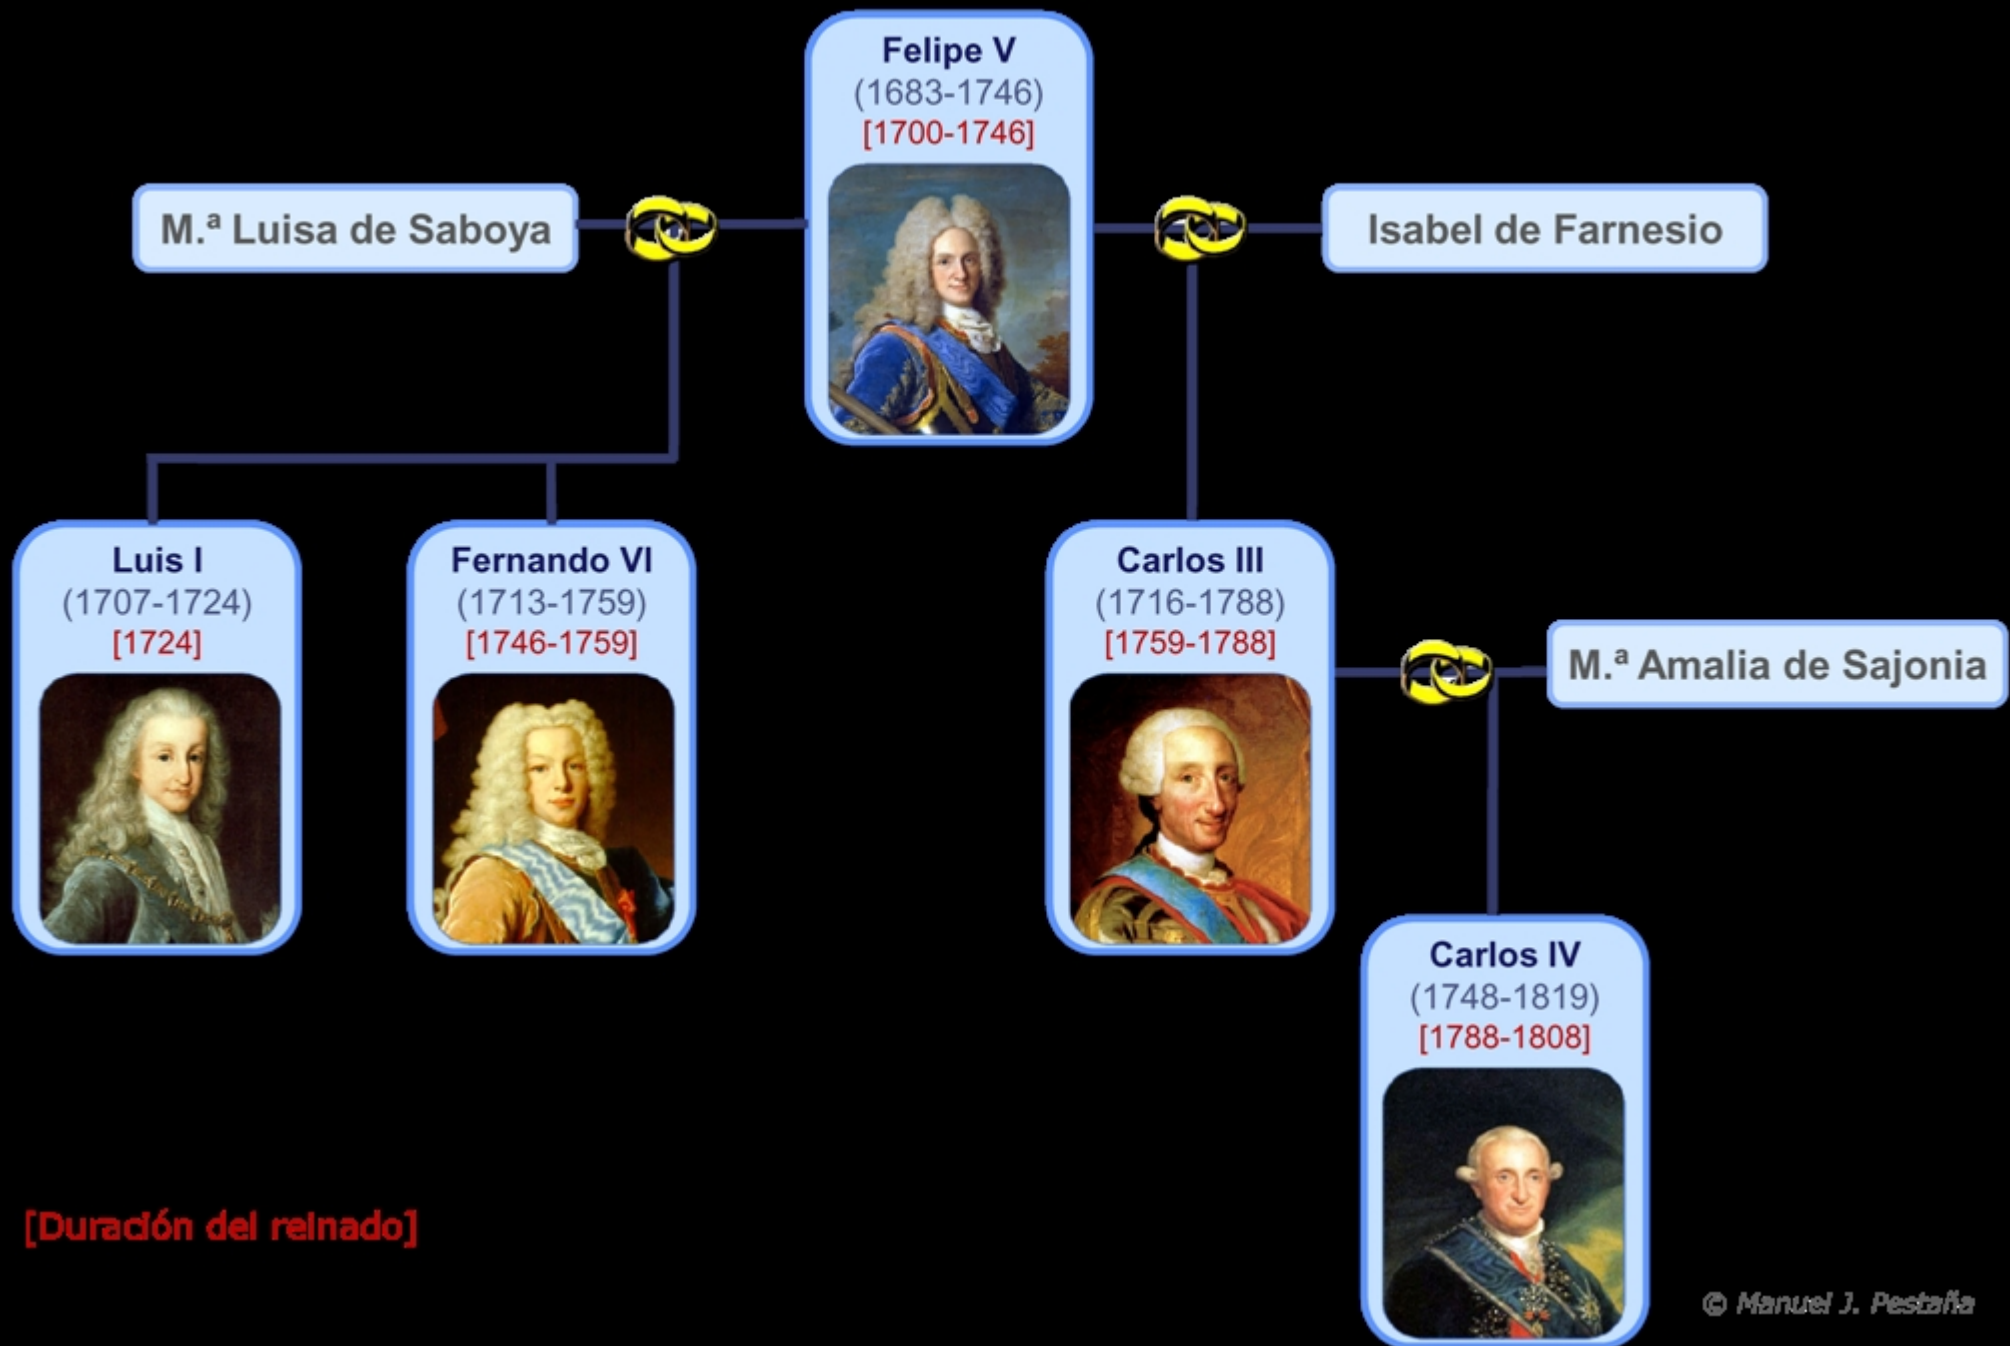 Felipe V
(1683-1746)
[1700-1746]
M.ª Luisa de Saboya
Isabel de Farnesio
Luis I
(1707-1724)
[1724]
Fernando VI
(1713-1759)
[1746-1759]
Carlos III
(1716-1788)
[1759-1788]
M.ª Amalia de Sajonia
Carlos IV
(1748-1819)
[1788-1808]
[Duración del reinado]
© Manuel J. Pestaña